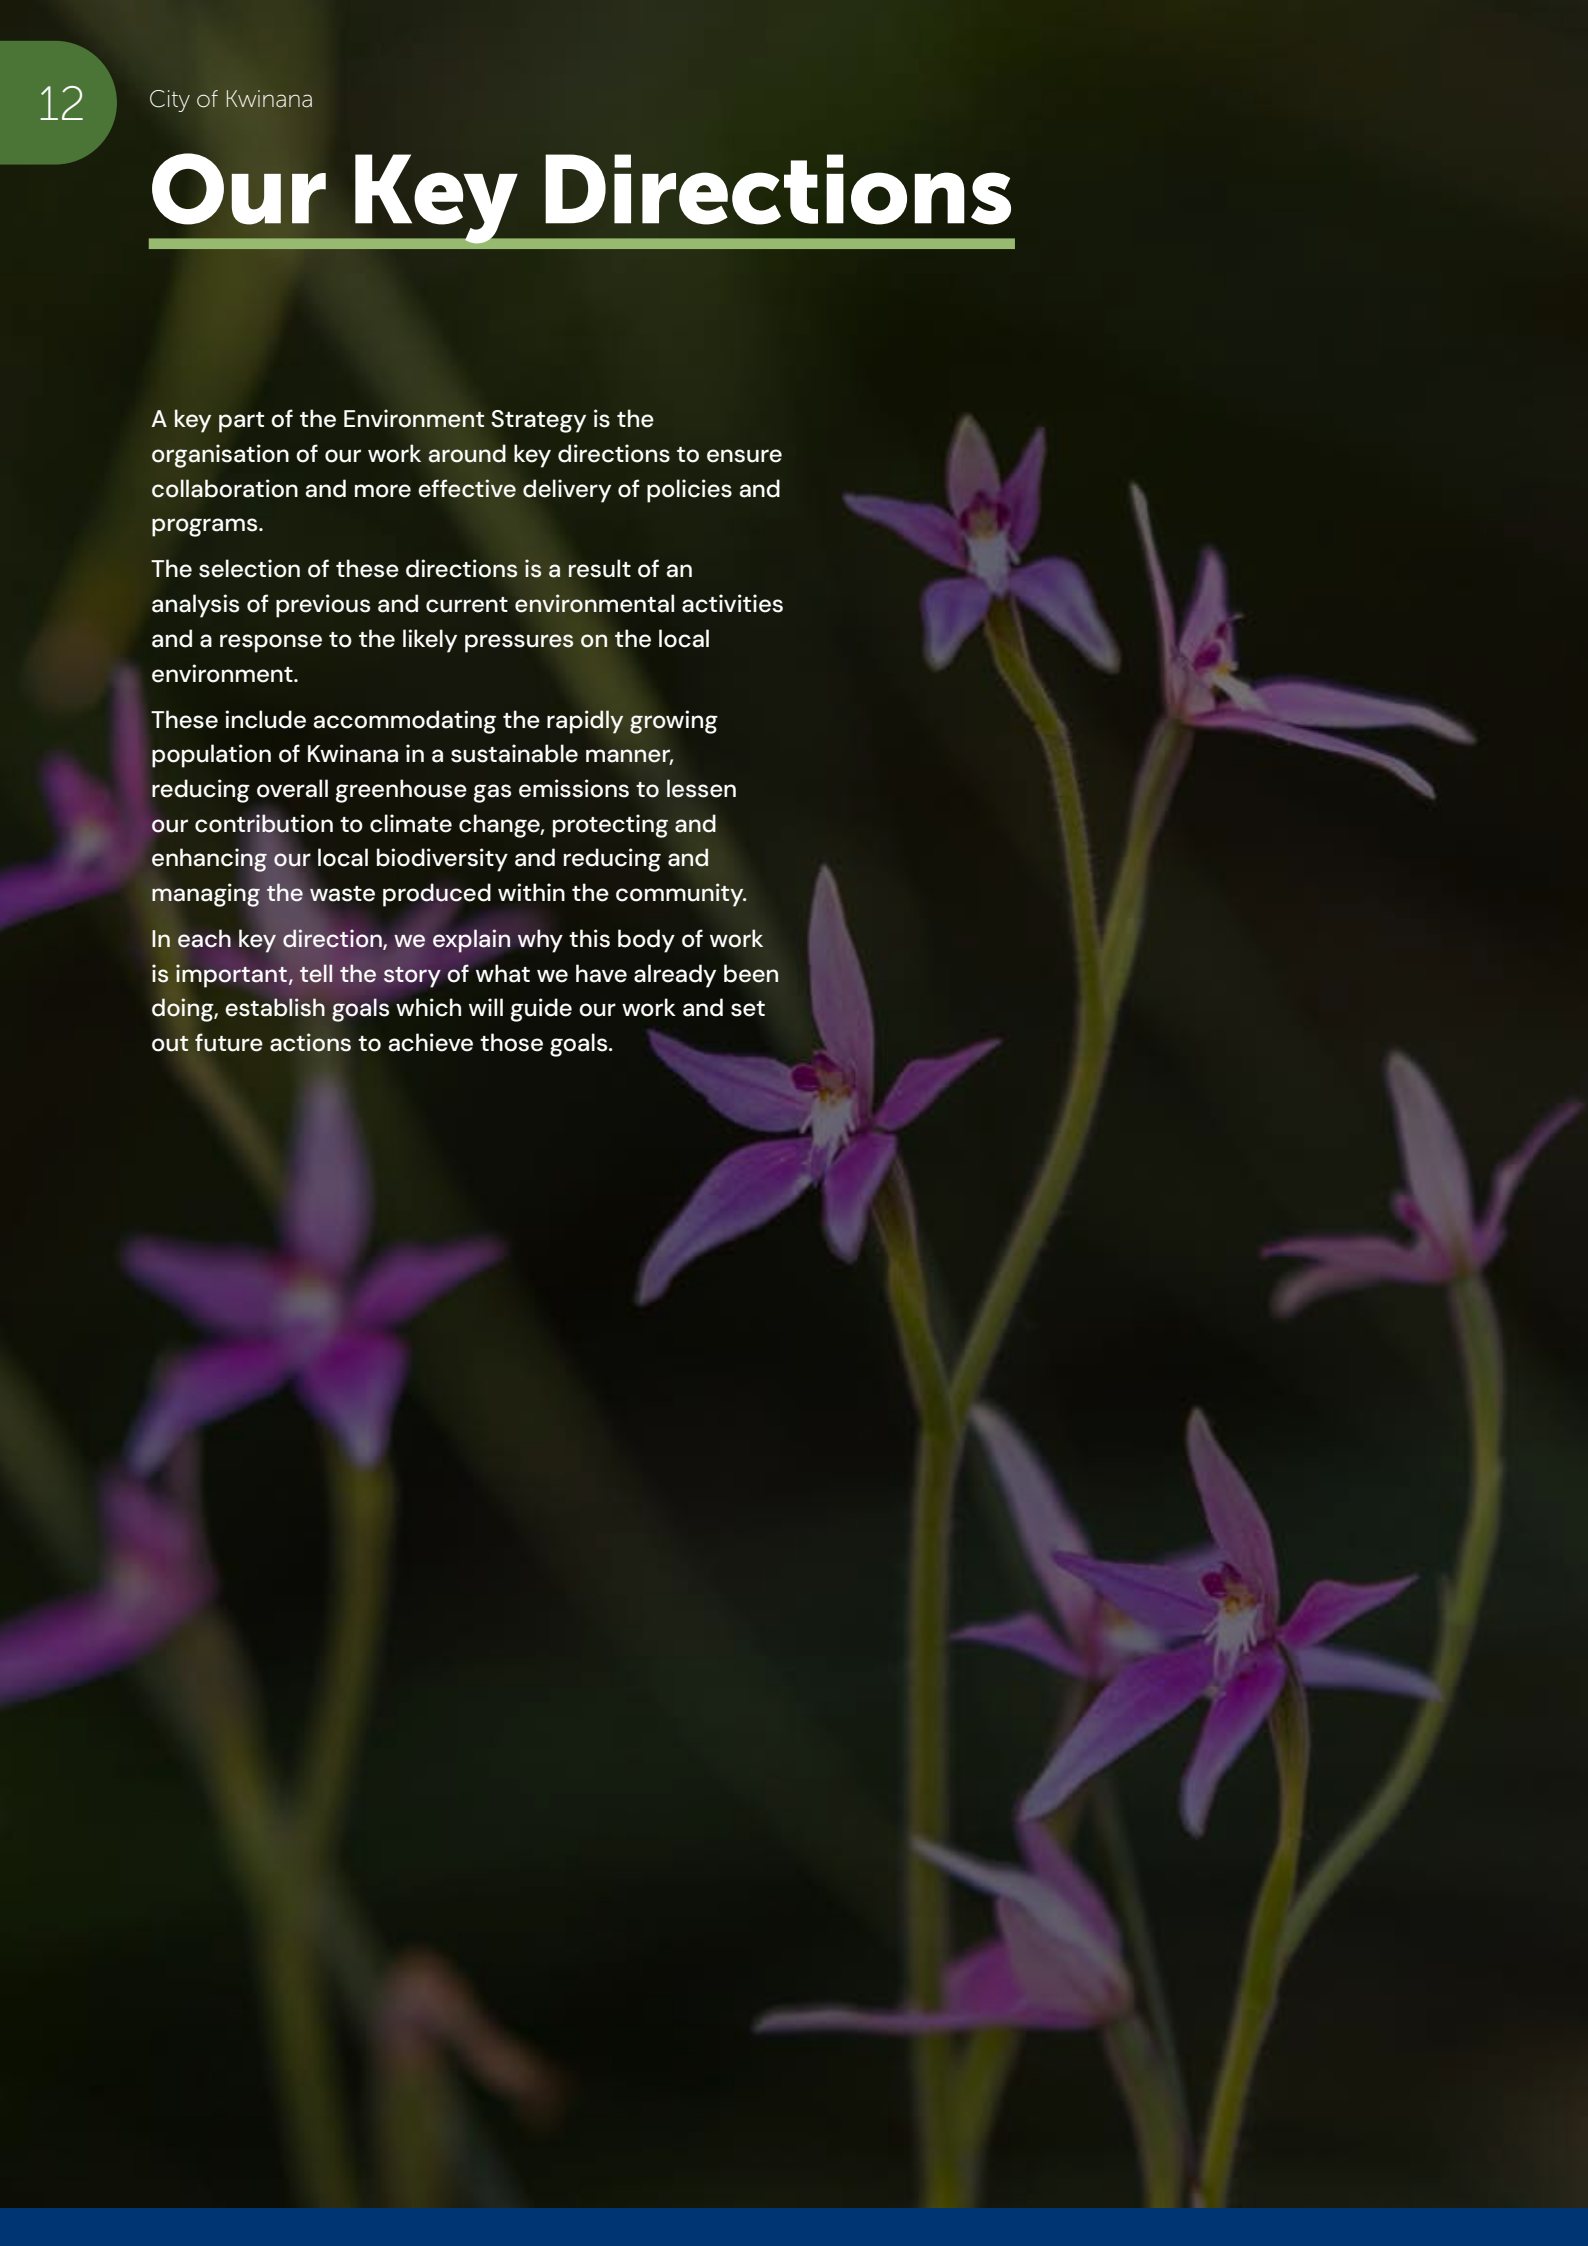 12
City of Kwinana
Our Key Directions
A key part of the Environment Strategy is the
organisation of our work around key directions to ensure
collaboration and more effective delivery of policies and
programs.
The selection of these directions is a result of an
analysis of previous and current environmental activities
and a response to the likely pressures on the local
environment.
These include accommodating the rapidly growing
population of Kwinana in a sustainable manner,
reducing overall greenhouse gas emissions to lessen
our contribution to climate change, protecting and
enhancing our local biodiversity and reducing and
managing the waste produced within the community.
In each key direction, we explain why this body of work
is important, tell the story of what we have already been
doing, establish goals which will guide our work and set
out future actions to achieve those goals.